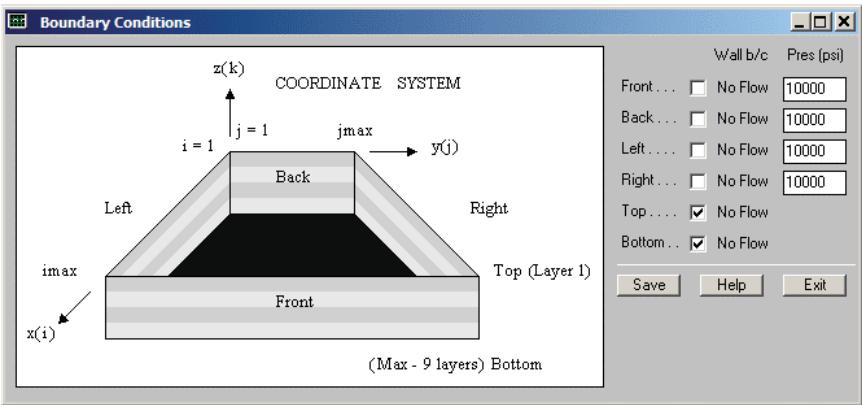 Boundary Conditions
z(k)
COORDINATE SYSTEM
j = 1
jmax
i = 1
y(j)
Back
Left
Right
imax
Top (Layer 1)
Front
x(i)
(Max - 9 layers) Bottom
Wall b/c Pres (psi)
Front . . . No Flow 10000
Back . . . No Flow 10000
Left . . . . No Flow 10000
Right . . . No Flow 10000
Top . . . . No Flow
Bottom . . No Flow
Save Help Exit